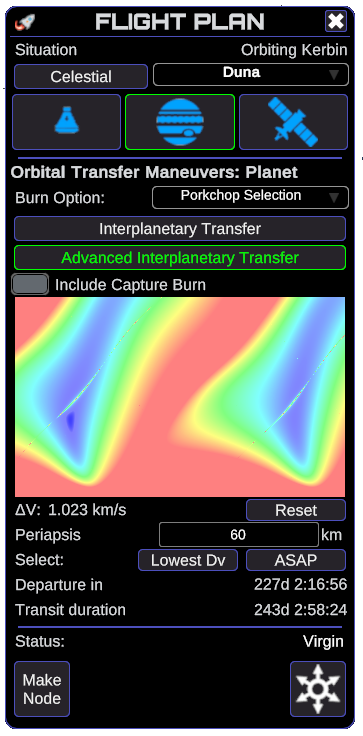 FLIGHT PLAN
Situation Orbiting Kerbin
Celestial Duna
Orbital Transfer Maneuvers: Planet
Burn Option: Porkchop Selection
Interplanetary Transfer
Advanced Interplanetary Transfer
Include Capture Burn
ΔV: 1.023 km/s Reset
Periapsis 60 km
Select: Lowest Dv ASAP
Departure in 227d 2:16:56
Transit duration 243d 2:58:24
Status: Virgin
Make
Node